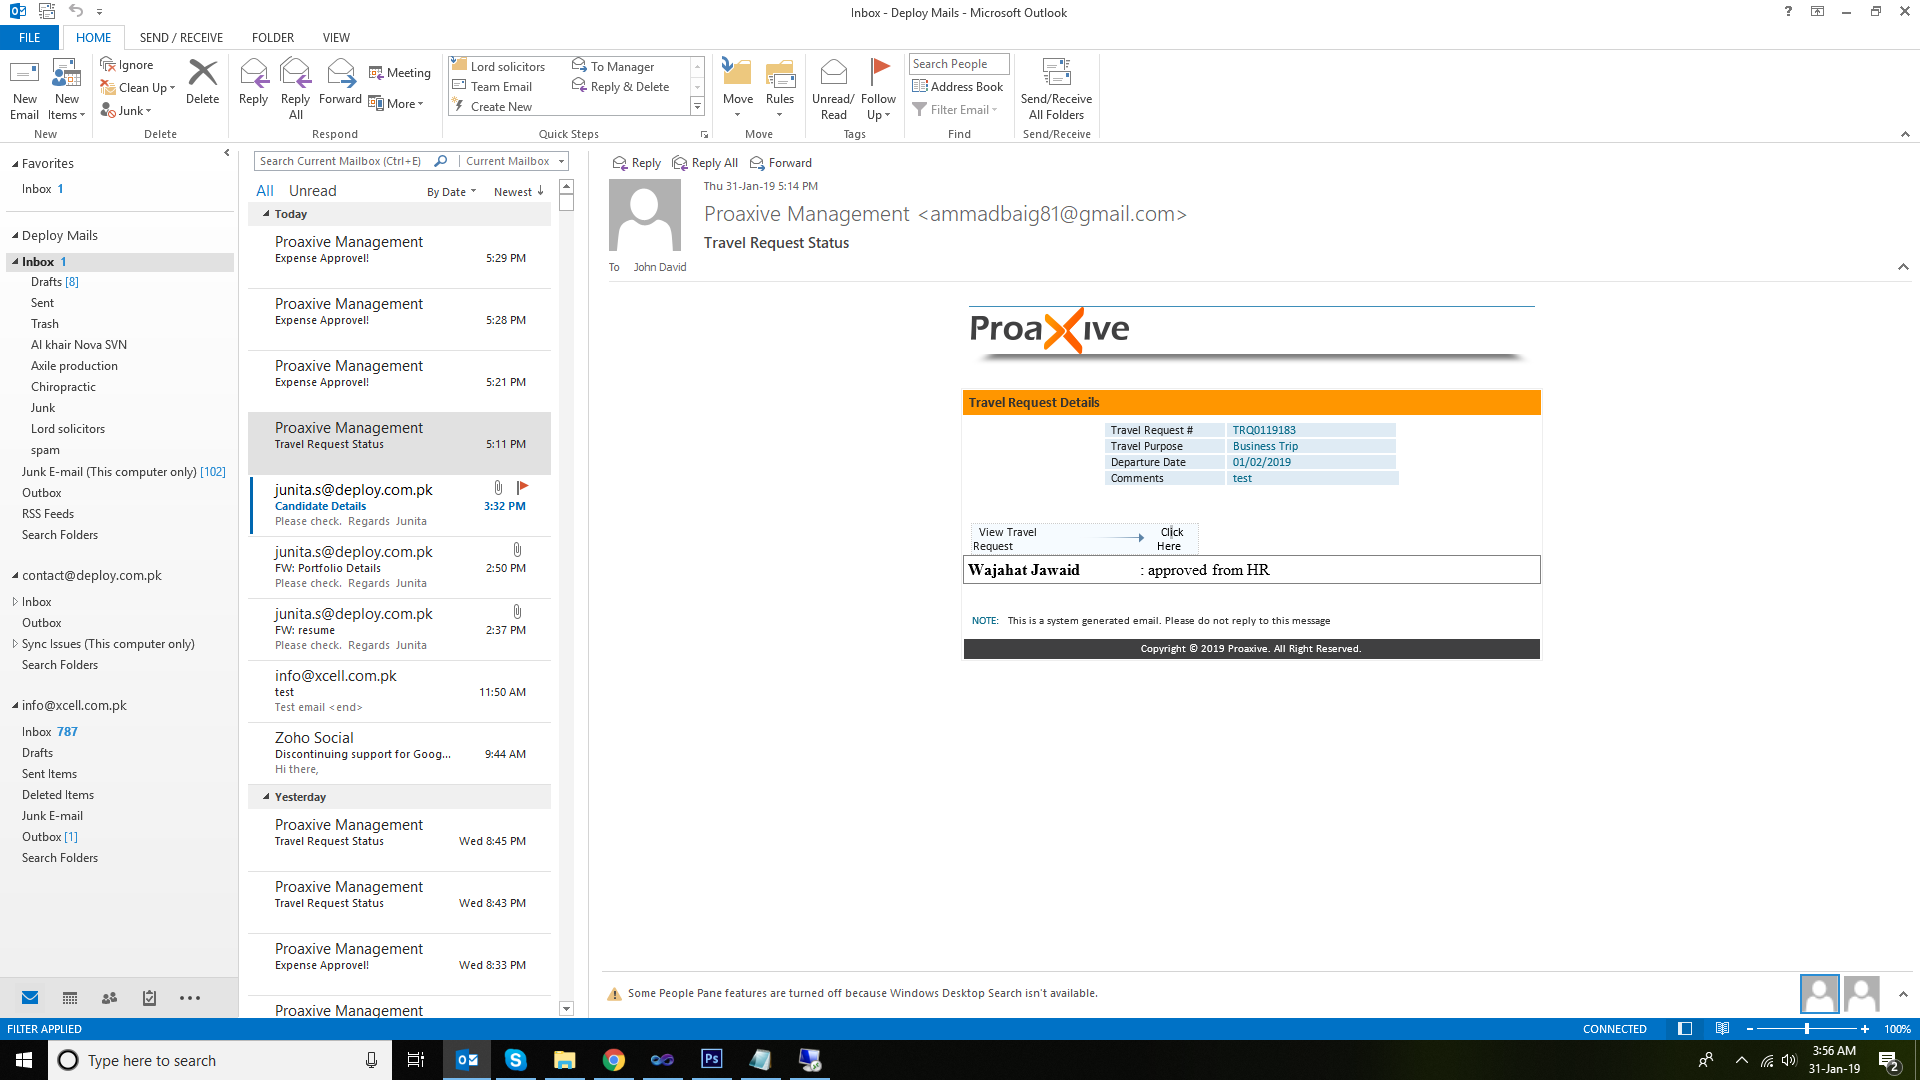 Inbox - Deploy Mails - Microsoft Outlook
FILE
HOME
SEND / RECEIVE
FOLDER
VIEW
New Email
New Items
New
Ignore
Clean Up
Junk
Delete
Delete
Reply
Reply All
Forward
Meeting
More
Respond
Lord solicitors
Team Email
Create New
To Manager
Reply & Delete
Quick Steps
Move
Rules
Move
Unread/ Read
Follow Up
Tags
Search People
Address Book
Filter Email
Find
Send/Receive All Folders
Send/Receive
Favorites
Inbox 1
Deploy Mails
Inbox 1
Drafts [8]
Sent
Trash
Al khair Nova SVN
Axile production
Chiropractic
Junk
Lord solicitors
spam
Junk E-mail (This computer only) [102]
Outbox
RSS Feeds
Search Folders
contact@deploy.com.pk
Inbox
Outbox
Sync Issues (This computer only)
Search Folders
info@xcell.com.pk
Inbox 787
Drafts
Sent Items
Deleted Items
Junk E-mail
Outbox [1]
Search Folders
Search Current Mailbox (Ctrl+E)
Current Mailbox
All Unread
By Date
Newest
Today
Proaxive Management
Expense Approvel! 5:29 PM
Proaxive Management
Expense Approvel! 5:28 PM
Proaxive Management
Expense Approvel! 5:21 PM
Proaxive Management
Travel Request Status 5:11 PM
junita.s@deploy.com.pk
Candidate Details 3:32 PM
Please check. Regards Junita
junita.s@deploy.com.pk
FW: Portfolio Details 2:50 PM
Please check. Regards Junita
junita.s@deploy.com.pk
FW: resume 2:37 PM
Please check. Regards Junita
info@xcell.com.pk
test 11:50 AM
Test email <end>
Zoho Social
Discontinuing support for Goog... 9:44 AM
Hi there,
Yesterday
Proaxive Management
Travel Request Status Wed 8:45 PM
Proaxive Management
Travel Request Status Wed 8:43 PM
Proaxive Management
Expense Approvel! Wed 8:33 PM
Proaxive Management
Reply Reply All Forward
Thu 31-Jan-19 5:14 PM
Proaxive Management <ammadbaig81@gmail.com>
Travel Request Status
To John David
ProaXive
Travel Request Details
Travel Request # TRQ0119183
Travel Purpose Business Trip
Departure Date 01/02/2019
Comments test
View Travel Request
Click Here
Wajahat Jawaid : approved from HR
NOTE: This is a system generated email. Please do not reply to this message
Copyright © 2019 Proaxive. All Right Reserved.
Some People Pane features are turned off because Windows Desktop Search isn't available.
FILTER APPLIED
CONNECTED
100%
Type here to search
Ps
3:56 AM
31-Jan-19
2